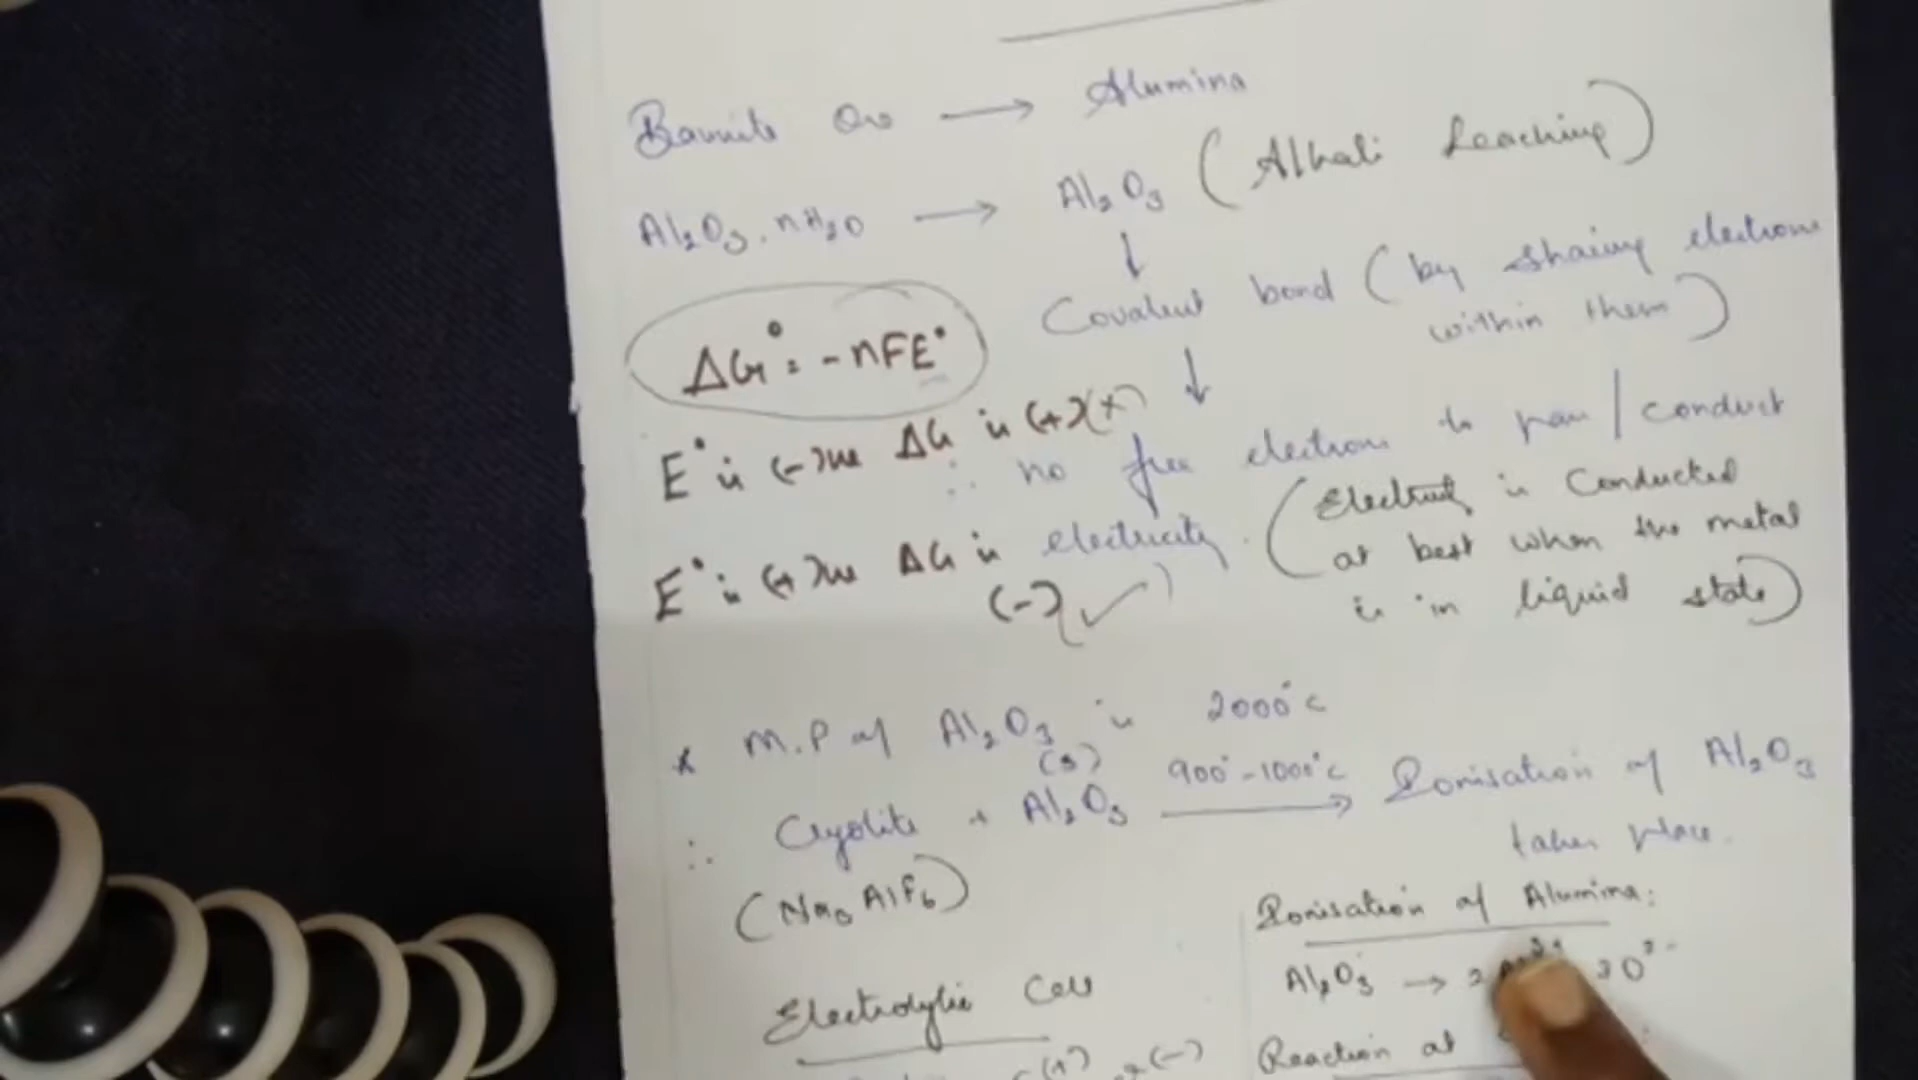 Bauxite Ore → Alumina
Al₂O₃.nH₂O → Al₂O₃ (Alkali Leaching)
↓
Covalent bond (by sharing electrons within them)
ΔG° = -nFE°
↓
E° is (-)ve ΔG is (+)(x)
∴ no free electrons to pass/conduct electricity.
(Electricity is Conducted
at best when the metal
is in liquid state)
E° is (+)ve ΔG is (-) ✓
* M.P of Al₂O₃ is 2000°C
(s)
∴ Cryolite + Al₂O₃ 900°-1000°C → Ionisation of Al₂O₃
takes place.
(Na₃AlF₆)
Ionisation of Alumina:
Al₂O₃ → 2 3O²⁻
Electrolytic Cell
Reaction at
(+) (-)